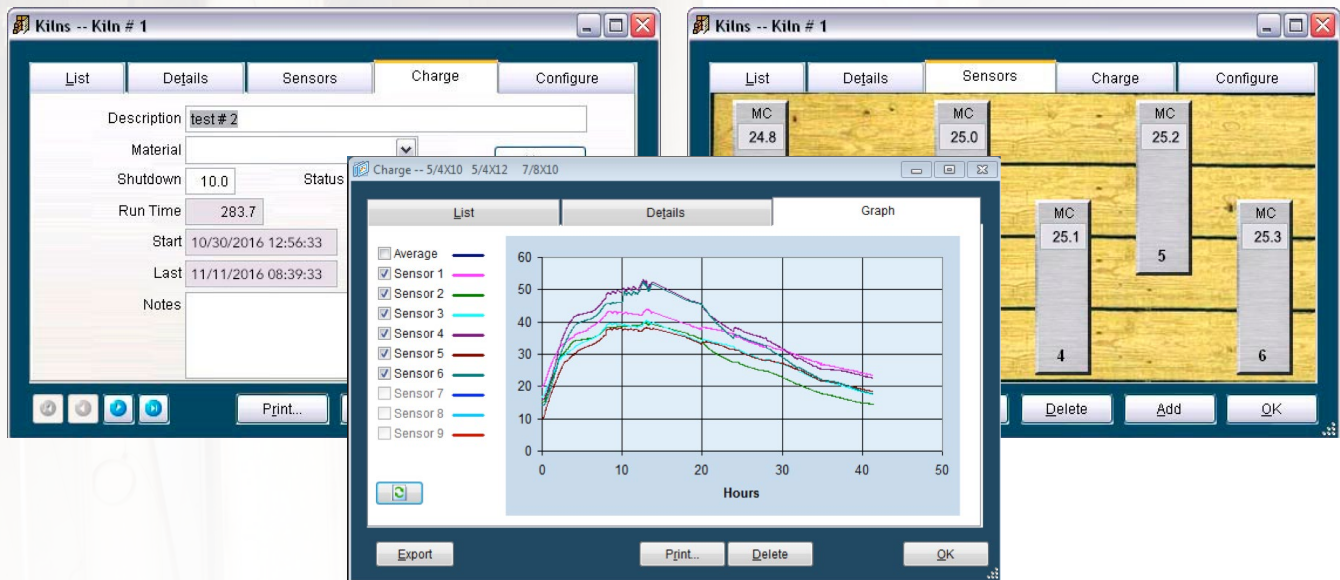 Kilns -- Kiln # 1
List Details Sensors Charge Configure
Description test # 2
Material
Shutdown 10.0 Status
Run Time 283.7
Start 10/30/2016 12:56:33
Last 11/11/2016 08:39:33
Notes
Print...
Kilns -- Kiln # 1
List Details Sensors Charge Configure
MC MC MC
24.8 25.0 25.2
MC MC
25.1 25.3
5
4 6
Delete Add OK
Charge -- 5/4X10 5/4X12 7/8X10
List Details Graph
Average
Sensor 1
Sensor 2
Sensor 3
Sensor 4
Sensor 5
Sensor 6
Sensor 7
Sensor 8
Sensor 9
60
50
40
30
20
10
0
0 10 20 30 40 50
Hours
Export Print... Delete OK